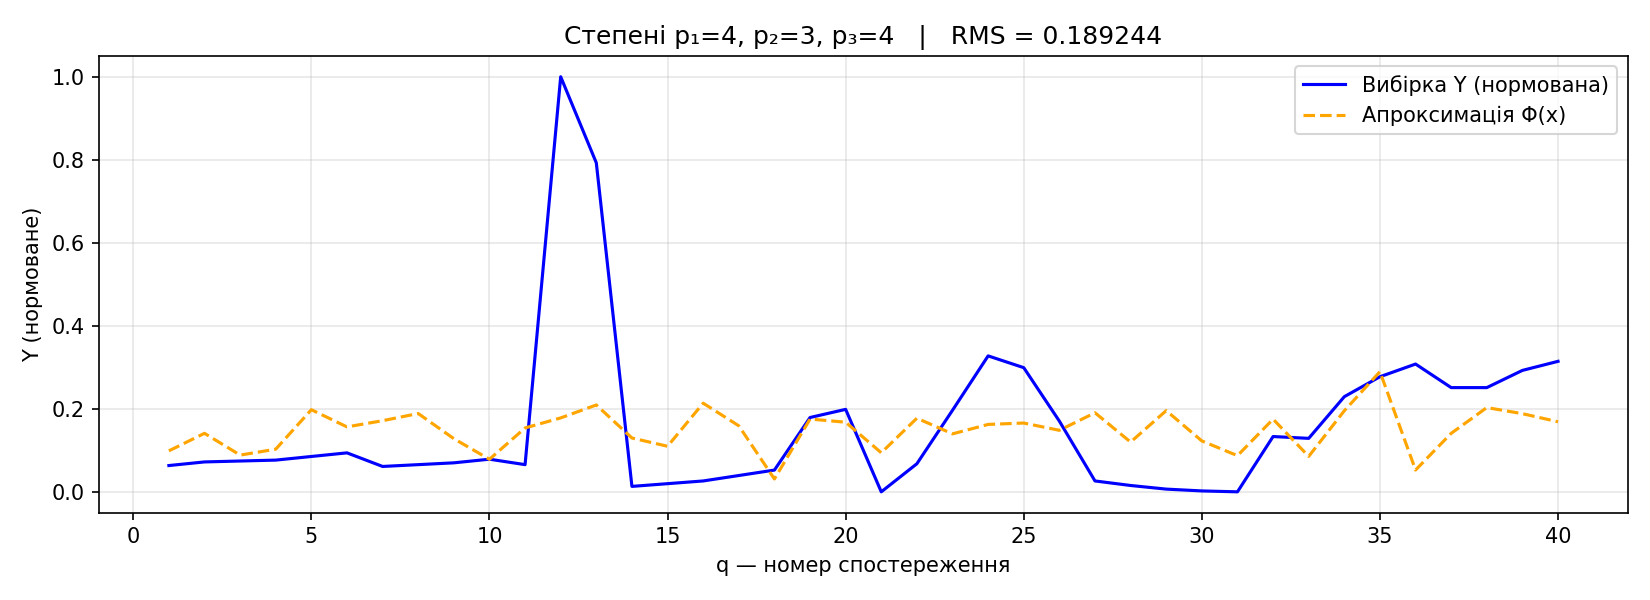 Степені p₁=4, p₂=3, p₃=4 | RMS = 0.189244
Вибірка Y (нормована)
Апроксимація Φ(x)
Y (нормоване)
1.0
0.8
0.6
0.4
0.2
0.0
0 5 10 15 20 25 30 35 40
q — номер спостереження